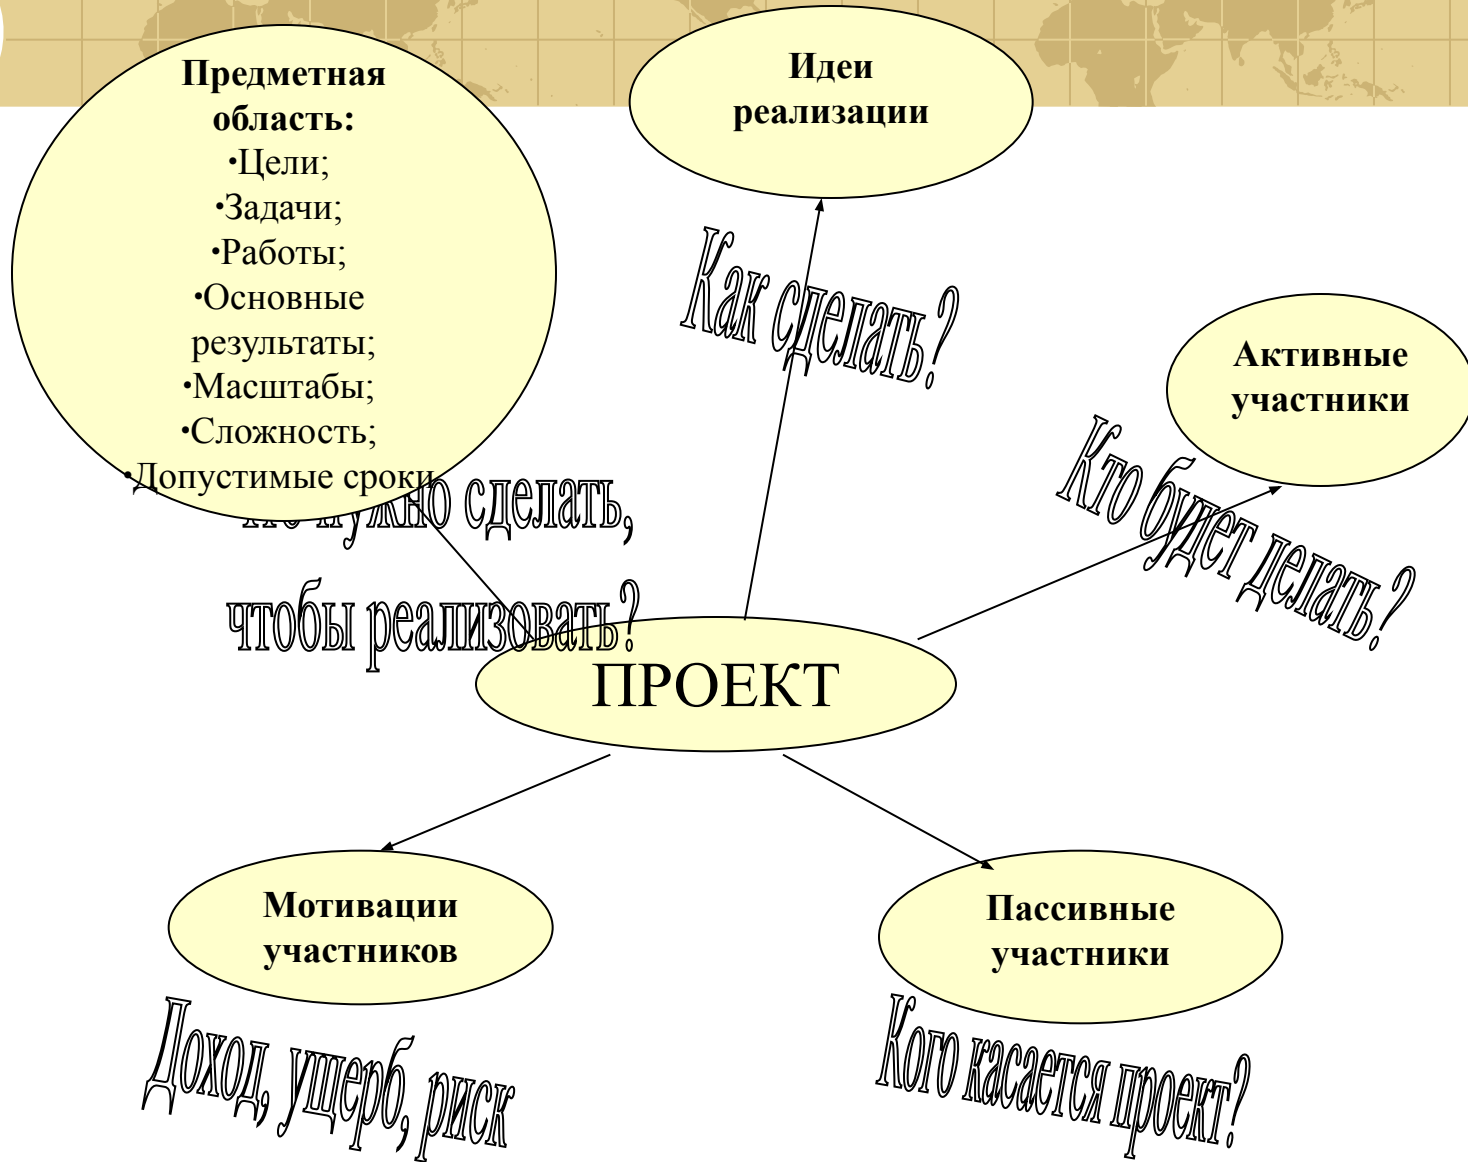 Предметная
область:
•Цели;
•Задачи;
•Работы;
•Основные
результаты;
•Масштабы;
•Сложность;
•Допустимые сроки
нужно сделать,
чтобы реализовать?
Идеи
реализации
Как сделать?
Активные
участники
Кто будет делать?
ПРОЕКТ
Мотивации
участников
Доход, ущерб, риск
Пассивные
участники
Кого касается проект?